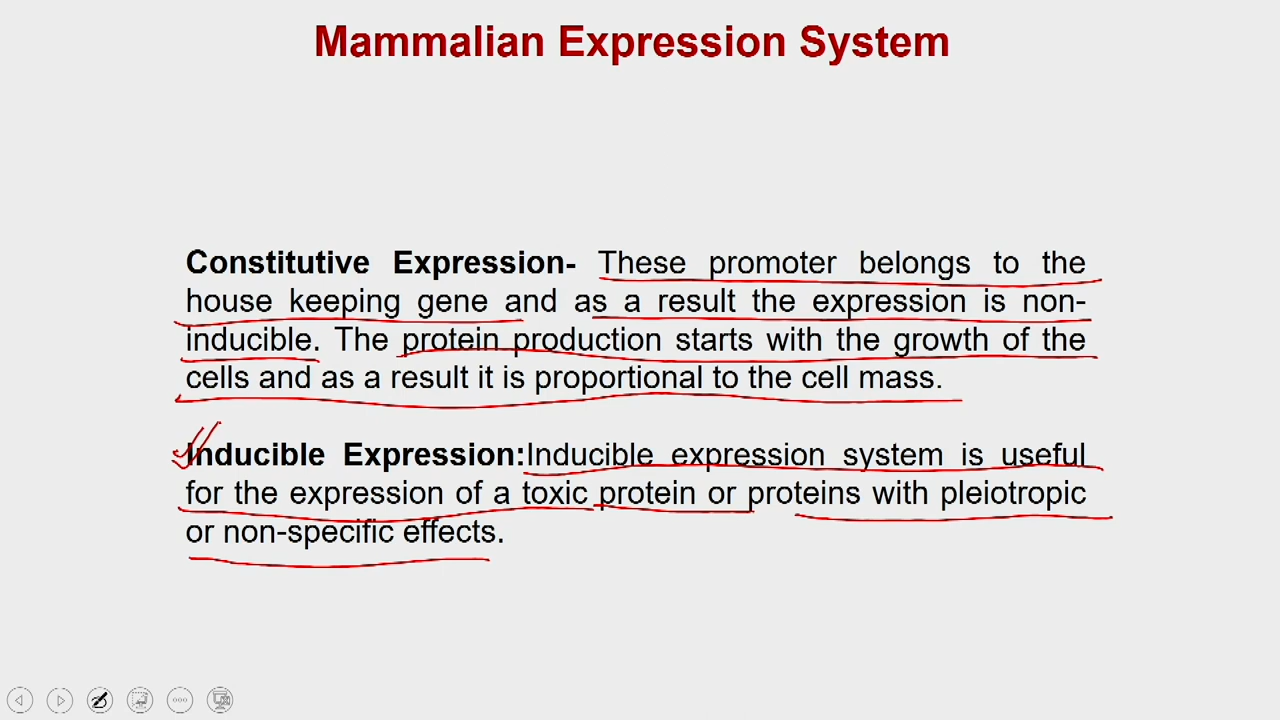 Mammalian Expression System
Constitutive Expression- These promoter belongs to the
house keeping gene and as a result the expression is non-
inducible. The protein production starts with the growth of the
cells and as a result it is proportional to the cell mass.
Inducible Expression:Inducible expression system is useful
for the expression of a toxic protein or proteins with pleiotropic
or non-specific effects.